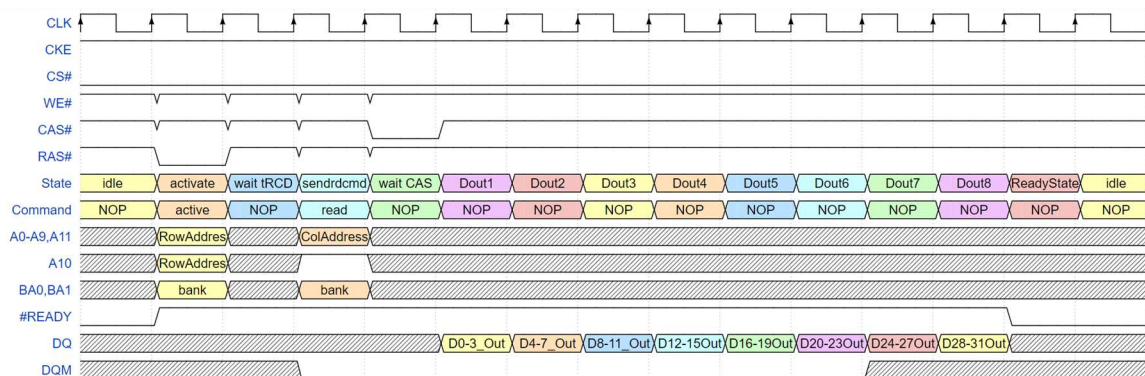 CLK
CKE
CS#
WE#
CAS#
RAS#
State idle activate wait tRCD sendrdcmd wait CAS Dout1 Dout2 Dout3 Dout4 Dout5 Dout6 Dout7 Dout8 ReadyState idle
Command NOP active NOP read NOP NOP NOP NOP NOP NOP NOP NOP NOP NOP NOP
A0-A9,A11 RowAddres ColAddress
A10 RowAddres
BA0,BA1 bank bank
#READY
DQ D0-3_Out D4-7_Out D8-11_Out D12-15Out D16-19Out D20-23Out D24-27Out D28-31Out
DQM